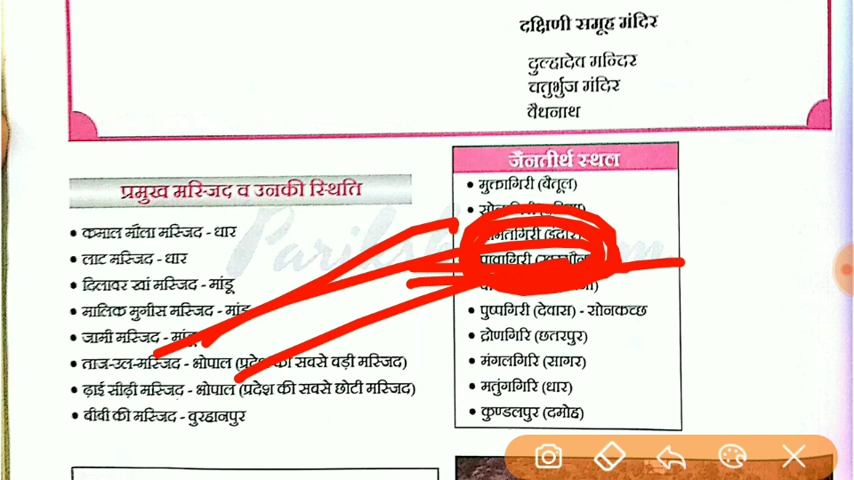 दक्षिणी समूह मंदिर
दुल्हादेव मन्दिर
चतुर्भुज मंदिर
वैधनाथ
प्रमुख मस्जिद व उनकी स्थिति
• कमाल मौला मस्जिद - धार
• लाट मस्जिद - धार
• दिलावर खां मस्जिद - मांडू
• मालिक मुगीस मस्जिद - मांडू
• जामी मस्जिद -
• ताज-उल-मस्जिद - भोपाल (प्रदेश की सबसे बड़ी मस्जिद)
• ढ़ाई सीढ़ी मस्जिद - भोपाल (प्रदेश की सबसे छोटी मस्जिद)
• बीबी की मस्जिद - वुरहानपुर
जैनतीर्थ स्थल
• मुक्तागिरी (बैतूल)
• पुष्पगिरी (देवास) - सोनकच्छ
• द्रोणगिरि (छतरपुर)
• मंगलगिरि (सागर)
• मतुंगगिरि (धार)
• कुण्डलपुर (दमोह)